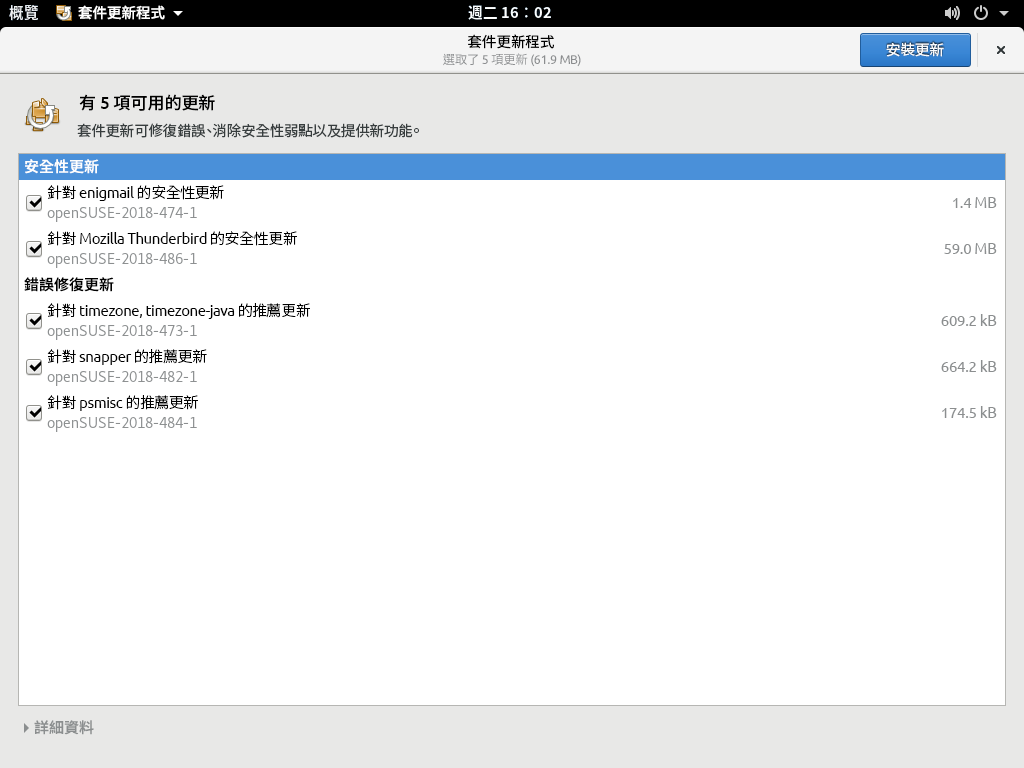 概覽 套件更新程式 週二 16：02
套件更新程式
選取了 5 項更新 (61.9 MB)
安裝更新
有 5 項可用的更新
套件更新可修復錯誤、消除安全性弱點以及提供新功能。
安全性更新
針對 enigmail 的安全性更新
openSUSE-2018-474-1
1.4 MB
針對 Mozilla Thunderbird 的安全性更新
openSUSE-2018-486-1
59.0 MB
錯誤修復更新
針對 timezone, timezone-java 的推薦更新
openSUSE-2018-473-1
609.2 kB
針對 snapper 的推薦更新
openSUSE-2018-482-1
664.2 kB
針對 psmisc 的推薦更新
openSUSE-2018-484-1
174.5 kB
詳細資料